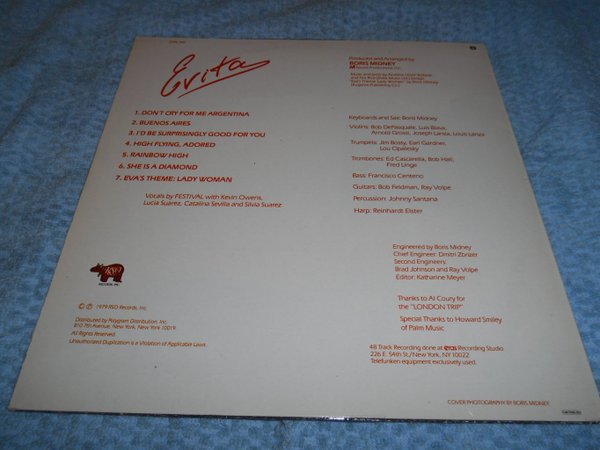 Evita
Produced and Arranged by
BORIS MIDNEY
1. DON'T CRY FOR ME ARGENTINA
2. BUENOS AIRES
3. I'D BE SURPRISINGLY GOOD FOR YOU
4. HIGH FLYING, ADORED
5. RAINBOW HIGH
6. SHE IS A DIAMOND
7. EVA'S THEME: LADY WOMAN
Vocals by FESTIVAL with Kevin Owens,
Lucia Suarez, Catalina Sevilla and Silvia Suarez
Keyboards and Sax: Boris Midney
Violins: Bob DePasquale, Luis Biava,
Arnold Grossi, Joseph Lanza, Louis Lanza
Trumpets: Jim Bosty, Earl Gardner,
Lou Opalesky
Trombones: Ed Cascarella, Bob Hall,
Fred Linge
Bass: Francisco Centeno
Guitars: Bob Feldman, Ray Volpe
Percussion: Johnny Santana
Harp: Reinhardt Elster
RSO
Engineered by Boris Midney
Chief Engineer: Dmitri Zbrizer
Second Engineers:
Brad Johnson and Ray Volpe
Editor: Katharine Meyer
© ℗ 1979 RSO Records, Inc.
Distributed by Polygram Distribution, Inc.
810 7th Avenue, New York, New York 10019.
All Rights Reserved.
Unauthorized Duplication is a Violation of Applicable Laws.
Thanks to Al Coury for
the "LONDON TRIP"
Special Thanks to Howard Smiley
of Palm Music
48 Track Recording done at ERAS Recording Studio
226 E. 54th St./New York, NY 10022
Telefunken equipment exclusively used.
COVER PHOTOGRAPHY BY BORIS MIDNEY